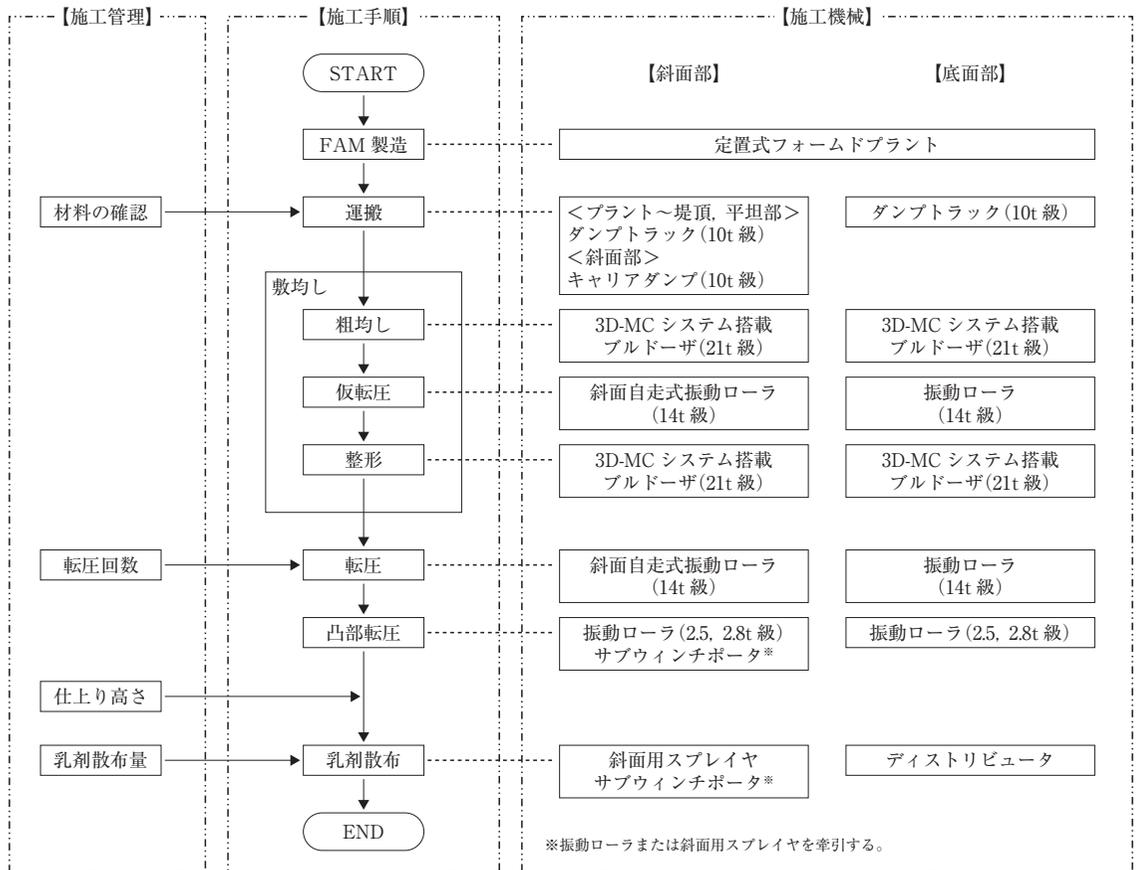 【施工管理】
【施工手順】
【施工機械】
【斜面部】
【底面部】
START
FAM 製造
定置式フォームドプラント
材料の確認
運搬
＜プラント〜堤頂，平坦部＞
ダンプトラック(10t 級)
＜斜面部＞
キャリアダンプ(10t 級)
ダンプトラック(10t 級)
敷均し
粗均し
3D-MC システム搭載
ブルドーザ(21t 級)
3D-MC システム搭載
ブルドーザ(21t 級)
仮転圧
斜面自走式振動ローラ
(14t 級)
振動ローラ
(14t 級)
整形
3D-MC システム搭載
ブルドーザ(21t 級)
3D-MC システム搭載
ブルドーザ(21t 級)
転圧回数
転圧
斜面自走式振動ローラ
(14t 級)
振動ローラ
(14t 級)
凸部転圧
振動ローラ(2.5，2.8t 級)
サブウィンチポータ※
振動ローラ(2.5，2.8t 級)
仕上り高さ
乳剤散布量
乳剤散布
斜面用スプレイヤ
サブウィンチポータ※
ディストリビュータ
END
※振動ローラまたは斜面用スプレイヤを牽引する。